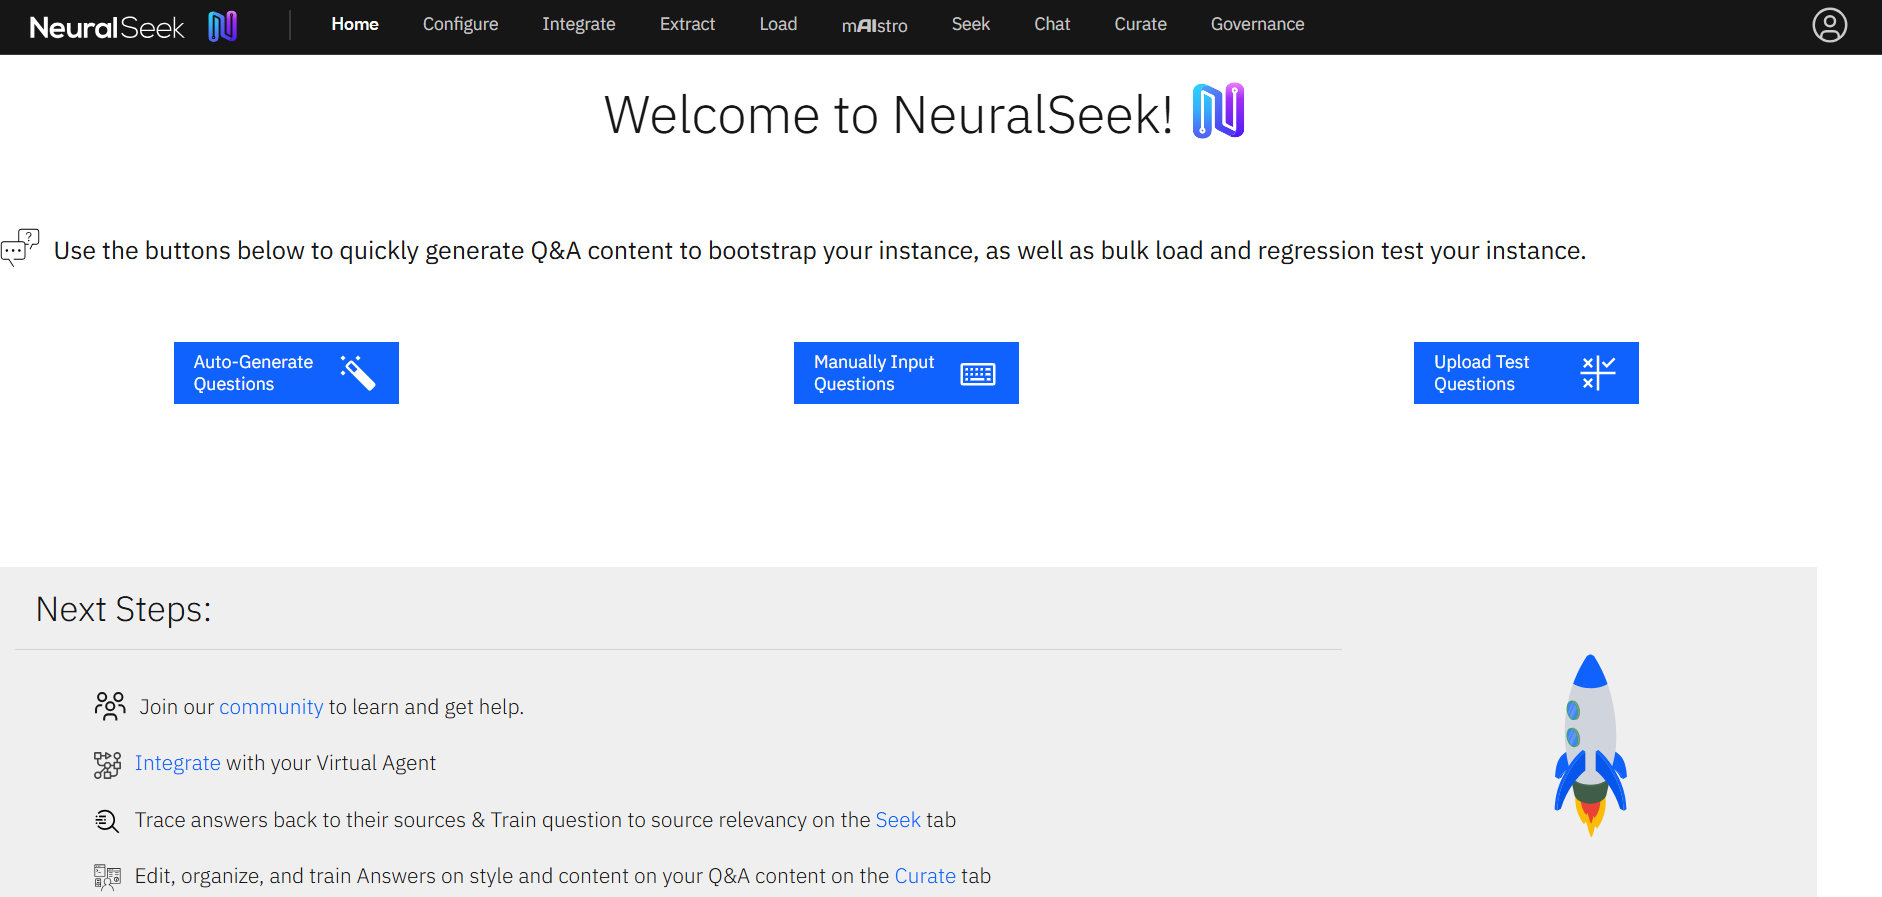 NeuralSeek
Home
Configure
Integrate
Extract
Load
mAIstro
Seek
Chat
Curate
Governance
Welcome to NeuralSeek!
Use the buttons below to quickly generate Q&A content to bootstrap your instance, as well as bulk load and regression test your instance.
Auto-Generate
Questions
Manually Input
Questions
Upload Test
Questions
Next Steps:
Join our community to learn and get help.
Integrate with your Virtual Agent
Trace answers back to their sources & Train question to source relevancy on the Seek tab
Edit, organize, and train Answers on style and content on your Q&A content on the Curate tab